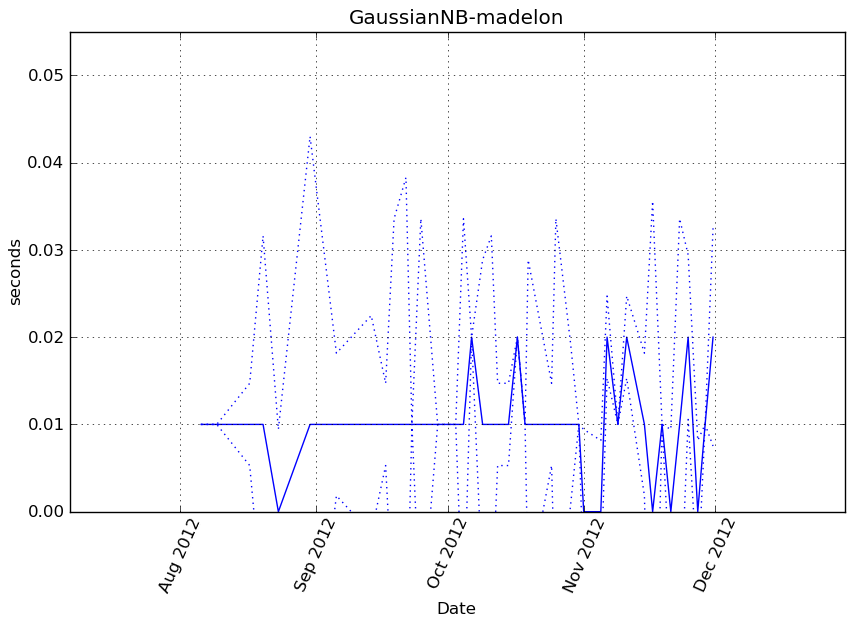 GaussianNB-madelon
0.05
0.04
0.03
0.02
0.01
0.00
seconds
Aug 2012
Sep 2012
Oct 2012
Nov 2012
Dec 2012
Date